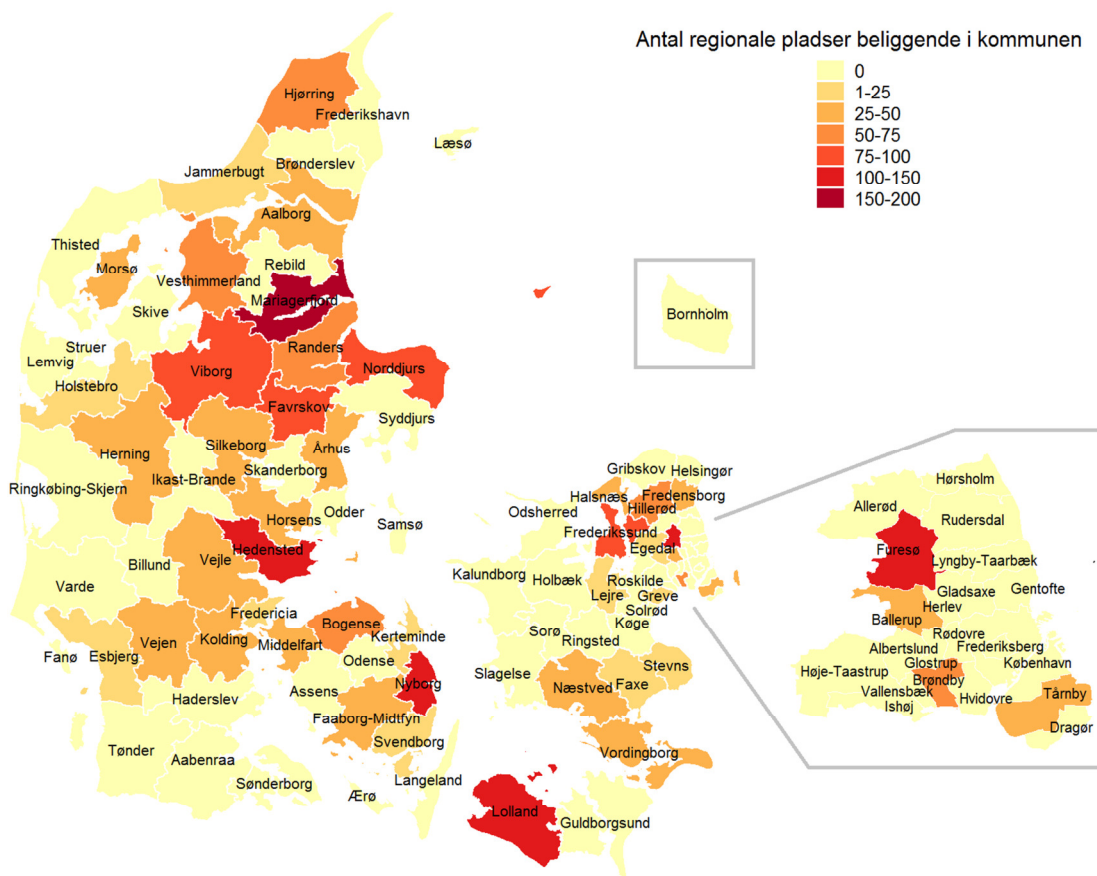 Antal regionale pladser beliggende i kommunen
0
1-25
25-50
50-75
75-100
100-150
150-200
Hjørring
Frederikshavn
Læsø
Brønderslev
Jammerbugt
Aalborg
Thisted
Rebild
Morsø
Vesthimmerland
Mariagerfjord
Skive
Bornholm
Struer
Randers
Lemvig
Viborg
Norddjurs
Holstebro
Favrskov
Syddjurs
Silkeborg
Århus
Herning
Skanderborg
Ikast-Brande
Ringkøbing-Skjern
Odder
Samsø
Horsens
Hedensted
Vejle
Billund
Varde
Fredericia
Vejen
Kolding
Middelfart
Bogense
Kerteminde
Fanø
Esbjerg
Odense
Nyborg
Assens
Haderslev
Faaborg-Midtfyn
Svendborg
Tønder
Aabenraa
Sønderborg
Ærø
Langeland
Gribskov
Helsingør
Halsnæs
Fredensborg
Hillerød
Odsherred
Frederikssund
Egedal
Kalundborg
Holbæk
Roskilde
Lejre
Greve
Solrød
Køge
Sorø
Ringsted
Slagelse
Stevns
Næstved
Faxe
Vordingborg
Lolland
Guldborgsund
Hørsholm
Allerød
Rudersdal
Furesø
Lyngby-Taarbæk
Gladsaxe
Gentofte
Herlev
Ballerup
Rødovre
Albertslund
Frederiksberg
Glostrup
København
Høje-Taastrup
Brøndby
Vallensbæk
Hvidovre
Ishøj
Tårnby
Dragør